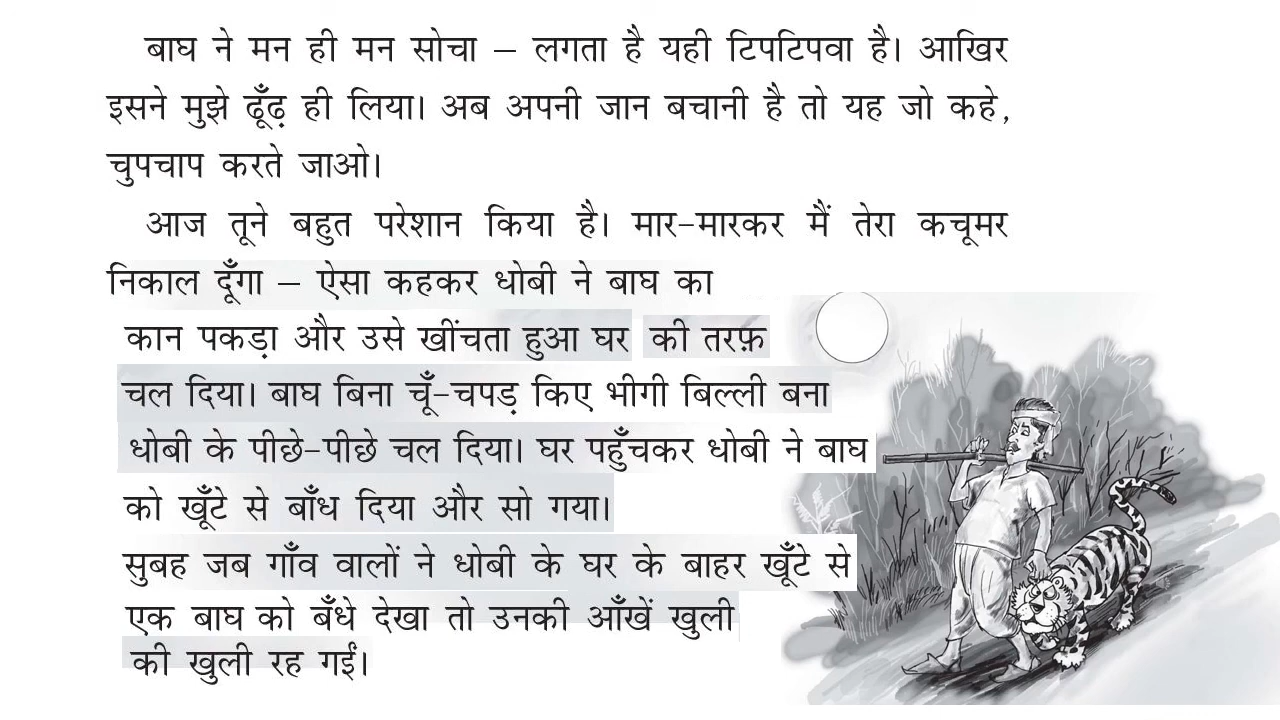 बाघ ने मन ही मन सोचा – लगता है यही टिपटिपवा है। आखिर
इसने मुझे ढूँढ़ ही लिया। अब अपनी जान बचानी है तो यह जो कहे,
चुपचाप करते जाओ।
आज तूने बहुत परेशान किया है। मार-मारकर मैं तेरा कचूमर
निकाल दूँगा – ऐसा कहकर धोबी ने बाघ का
कान पकड़ा और उसे खींचता हुआ घर की तरफ़
चल दिया। बाघ बिना चूँ-चपड़ किए भीगी बिल्ली बना
धोबी के पीछे-पीछे चल दिया। घर पहुँचकर धोबी ने बाघ
को खूँटे से बाँध दिया और सो गया।
सुबह जब गाँव वालों ने धोबी के घर के बाहर खूँटे से
एक बाघ को बँधे देखा तो उनकी आँखें खुली
की खुली रह गईं।